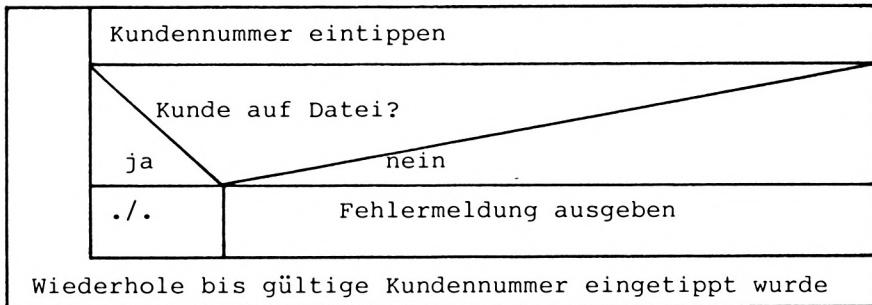 Kundennummer eintippen
Kunde auf Datei?
ja nein
./. Fehlermeldung ausgeben
Wiederhole bis gültige Kundennummer eingetippt wurde